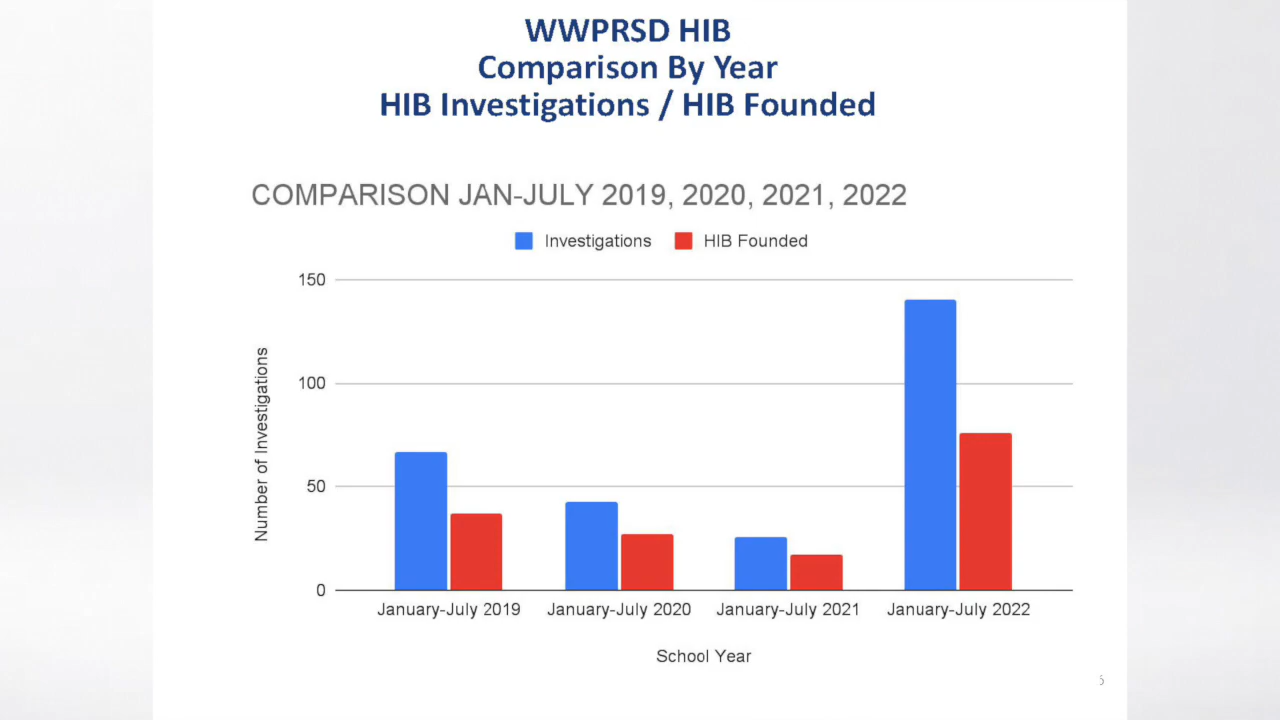 WWPRSD HIB
Comparison By Year
HIB Investigations / HIB Founded
COMPARISON JAN-JULY 2019, 2020, 2021, 2022
Investigations HIB Founded
150
100
50
0
Number of Investigations
January-July 2019 January-July 2020 January-July 2021 January-July 2022
School Year